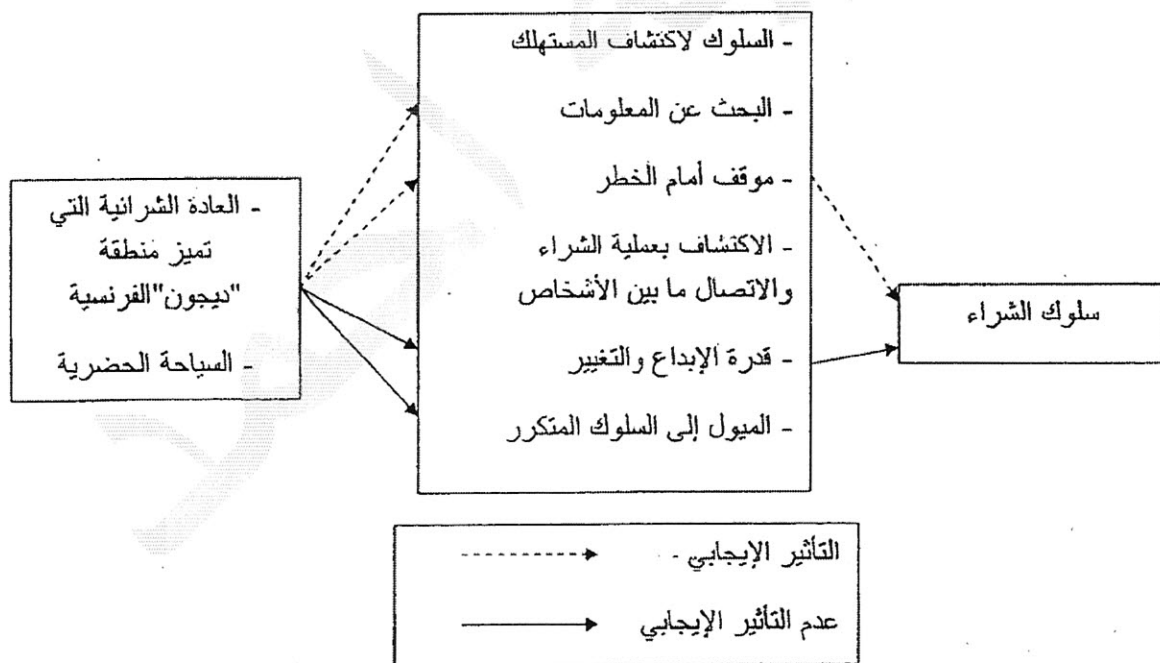 - السلوك لاكتشاف المستهلك
- البحث عن المعلومات
- موقف أمام الخطر
- الاكتشاف بعملية الشراء
والاتصال ما بين الأشخاص
- قدرة الإبداع والتغيير
- الميول إلى السلوك المتكرر
- العادة الشرائية التي
تميز منطقة
"ديجون" الفرنسية
- السياحة الحضرية
سلوك الشراء
التأثير الإيجابي -
عدم التأثير الإيجابي